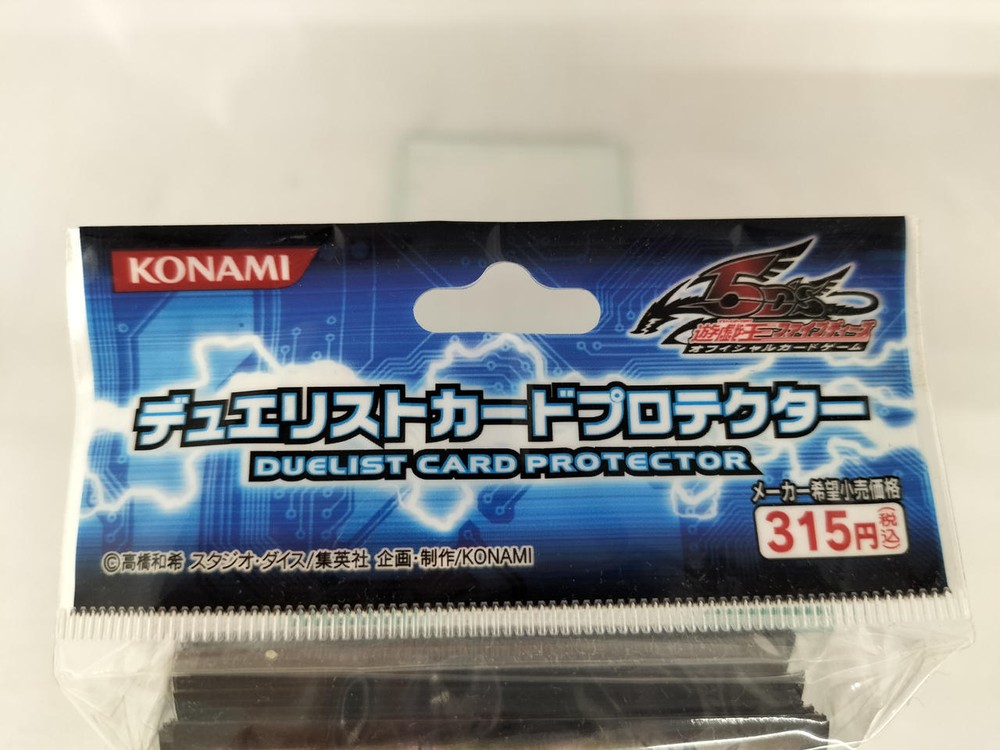 KONAMI
5D's
遊戯王ファイブディーズ
オフィシャルカードゲーム
デュエリストカードプロテクター
DUELIST CARD PROTECTOR
メーカー希望小売価格
315円(税込)
©高橋和希 スタジオ・ダイス/集英社 企画・制作/KONAMI